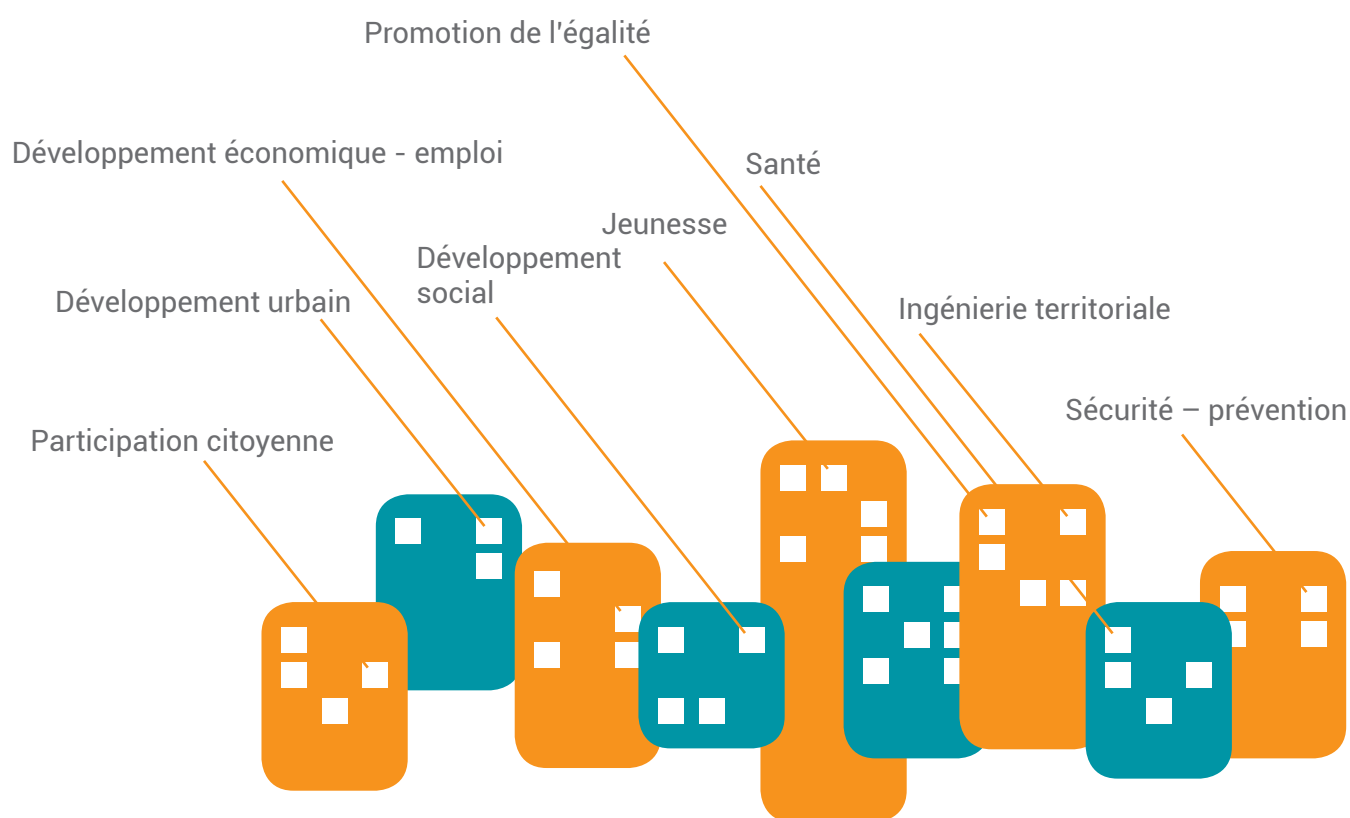 Promotion de l'égalité
Développement économique - emploi
Santé
Jeunesse
Développement
social
Développement urbain
Ingénierie territoriale
Sécurité – prévention
Participation citoyenne